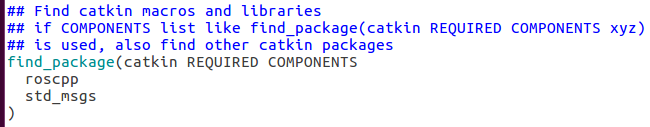 ## Find catkin macros and libraries
## if COMPONENTS list like find_package(catkin REQUIRED COMPONENTS xyz)
## is used, also find other catkin packages
find_package(catkin REQUIRED COMPONENTS
  roscpp
  std_msgs
)